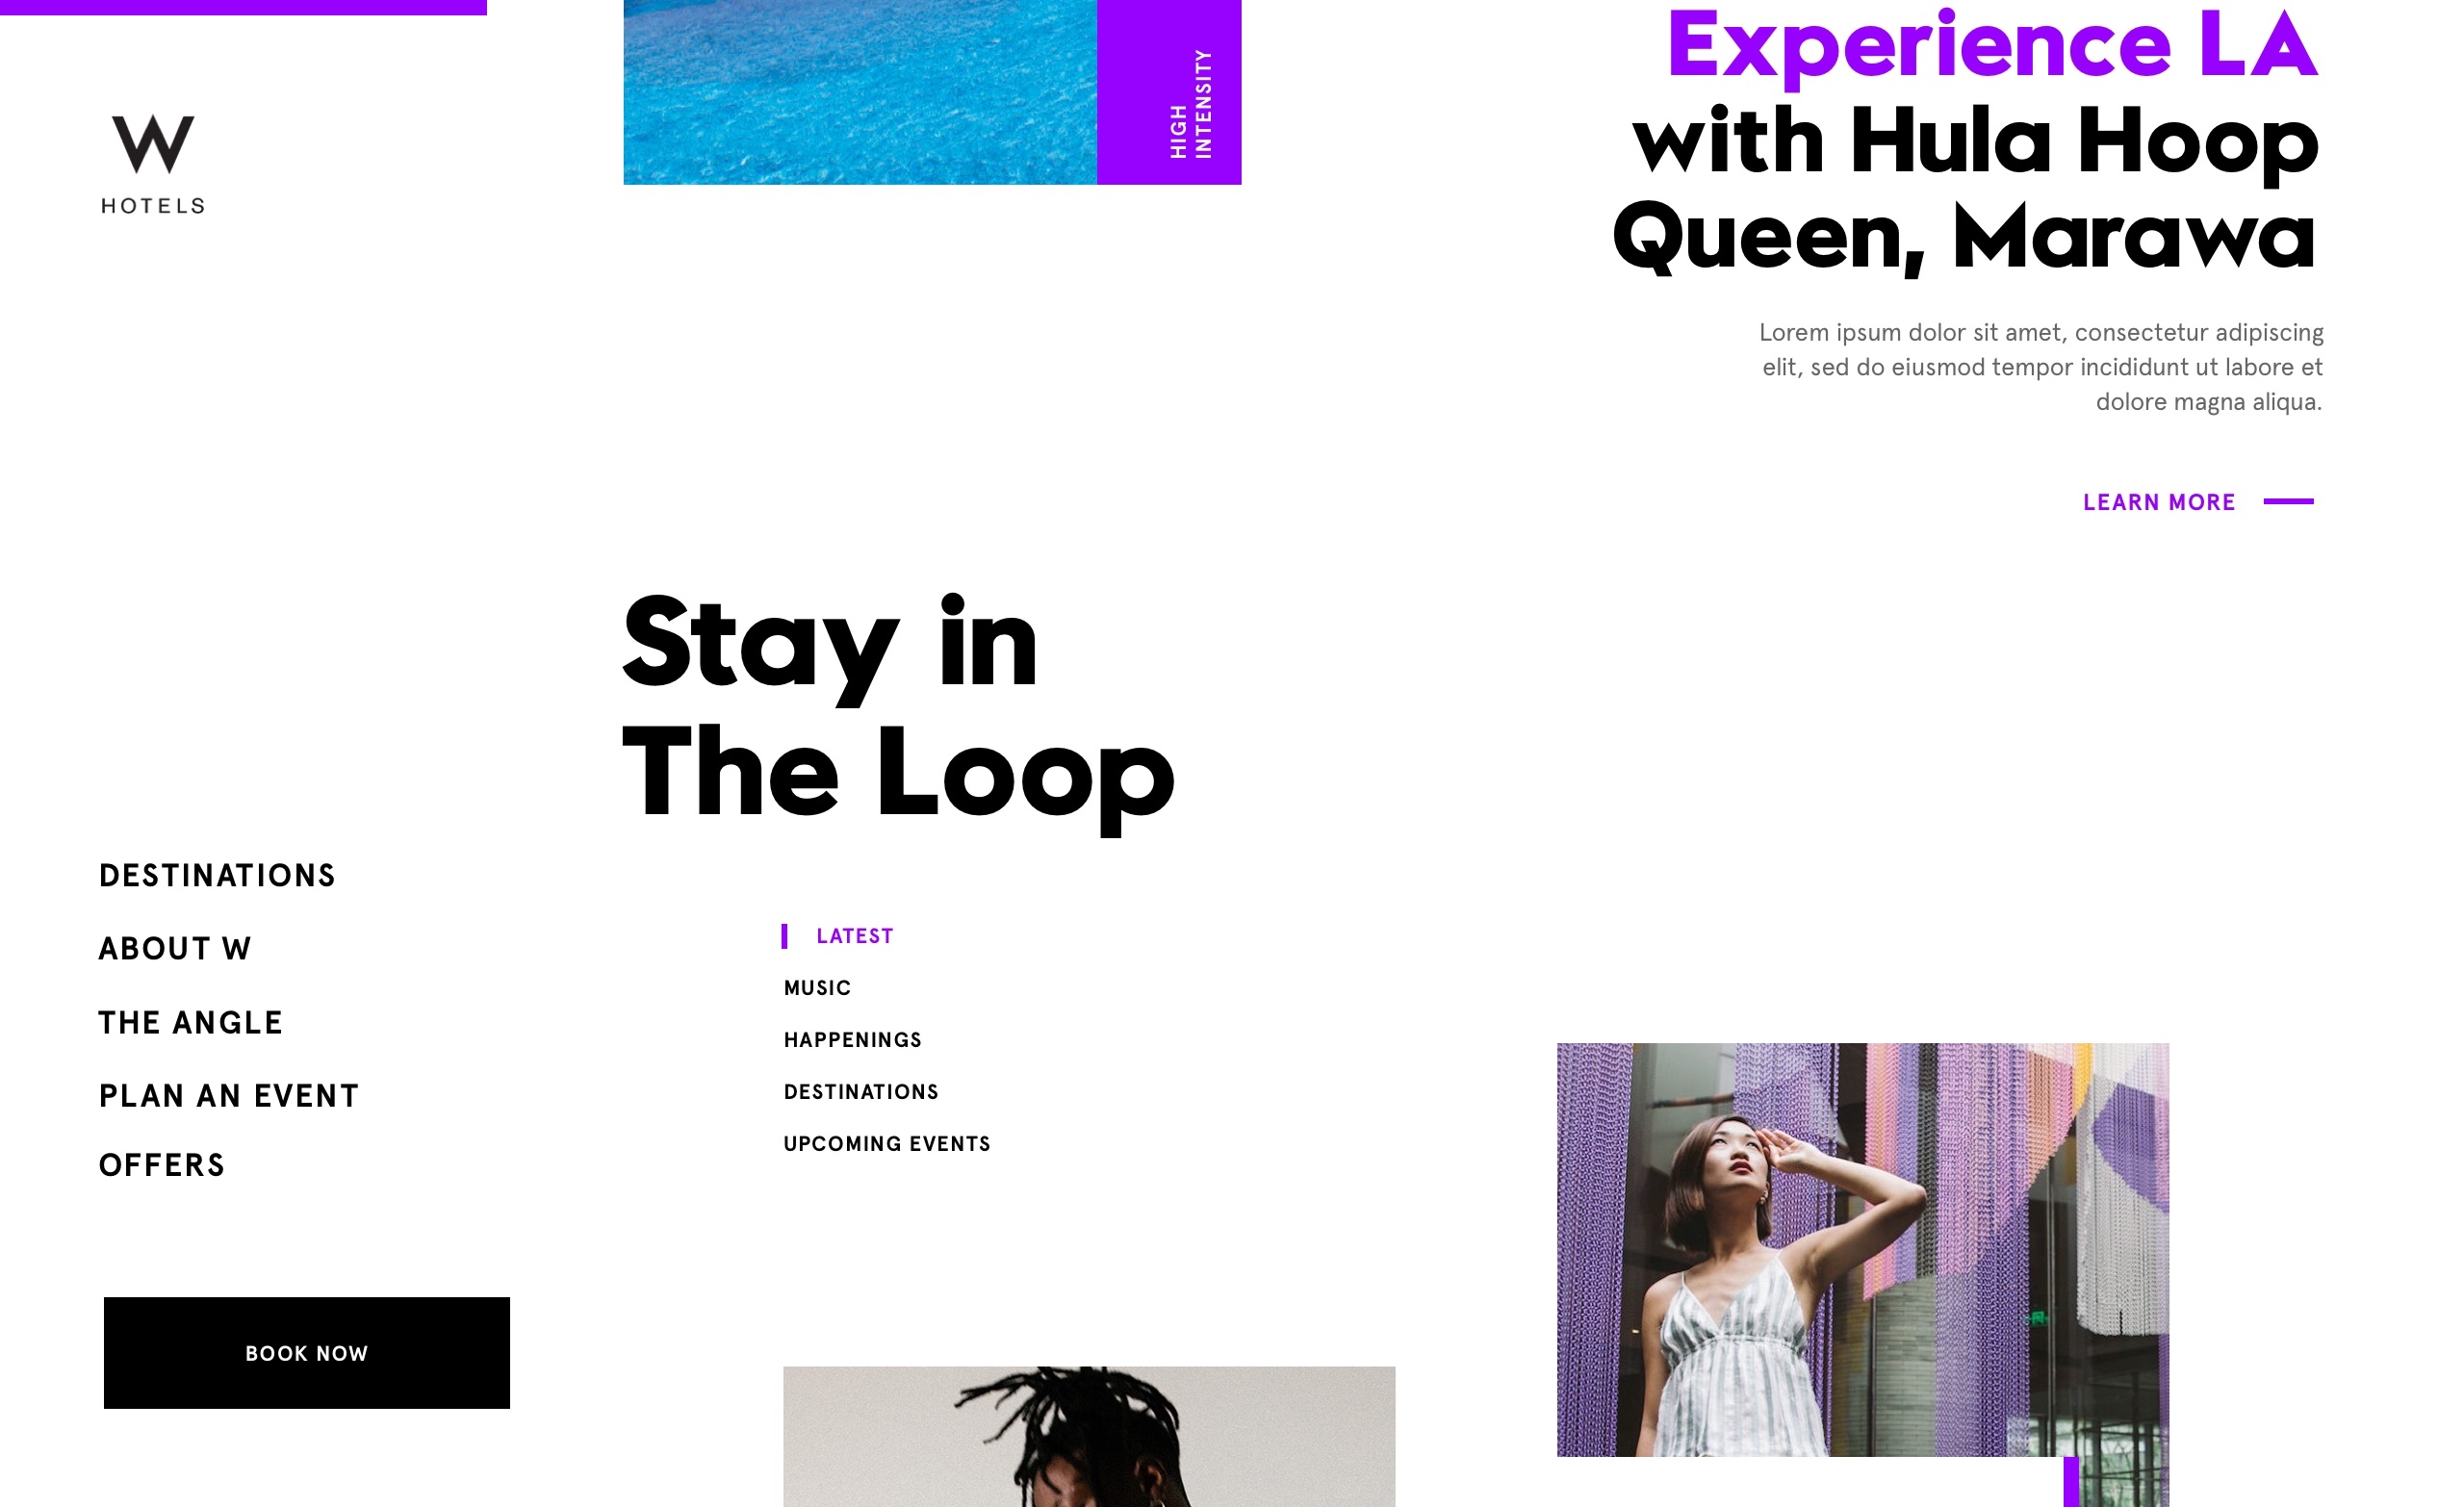 W
HOTELS
DESTINATIONS
ABOUT W
THE ANGLE
PLAN AN EVENT
OFFERS
BOOK NOW
HIGH
INTENSITY
Experience LA
with Hula Hoop
Queen, Marawa
Lorem ipsum dolor sit amet, consectetur adipiscing
elit, sed do eiusmod tempor incididunt ut labore et
dolore magna aliqua.
LEARN MORE
Stay in
The Loop
LATEST
MUSIC
HAPPENINGS
DESTINATIONS
UPCOMING EVENTS